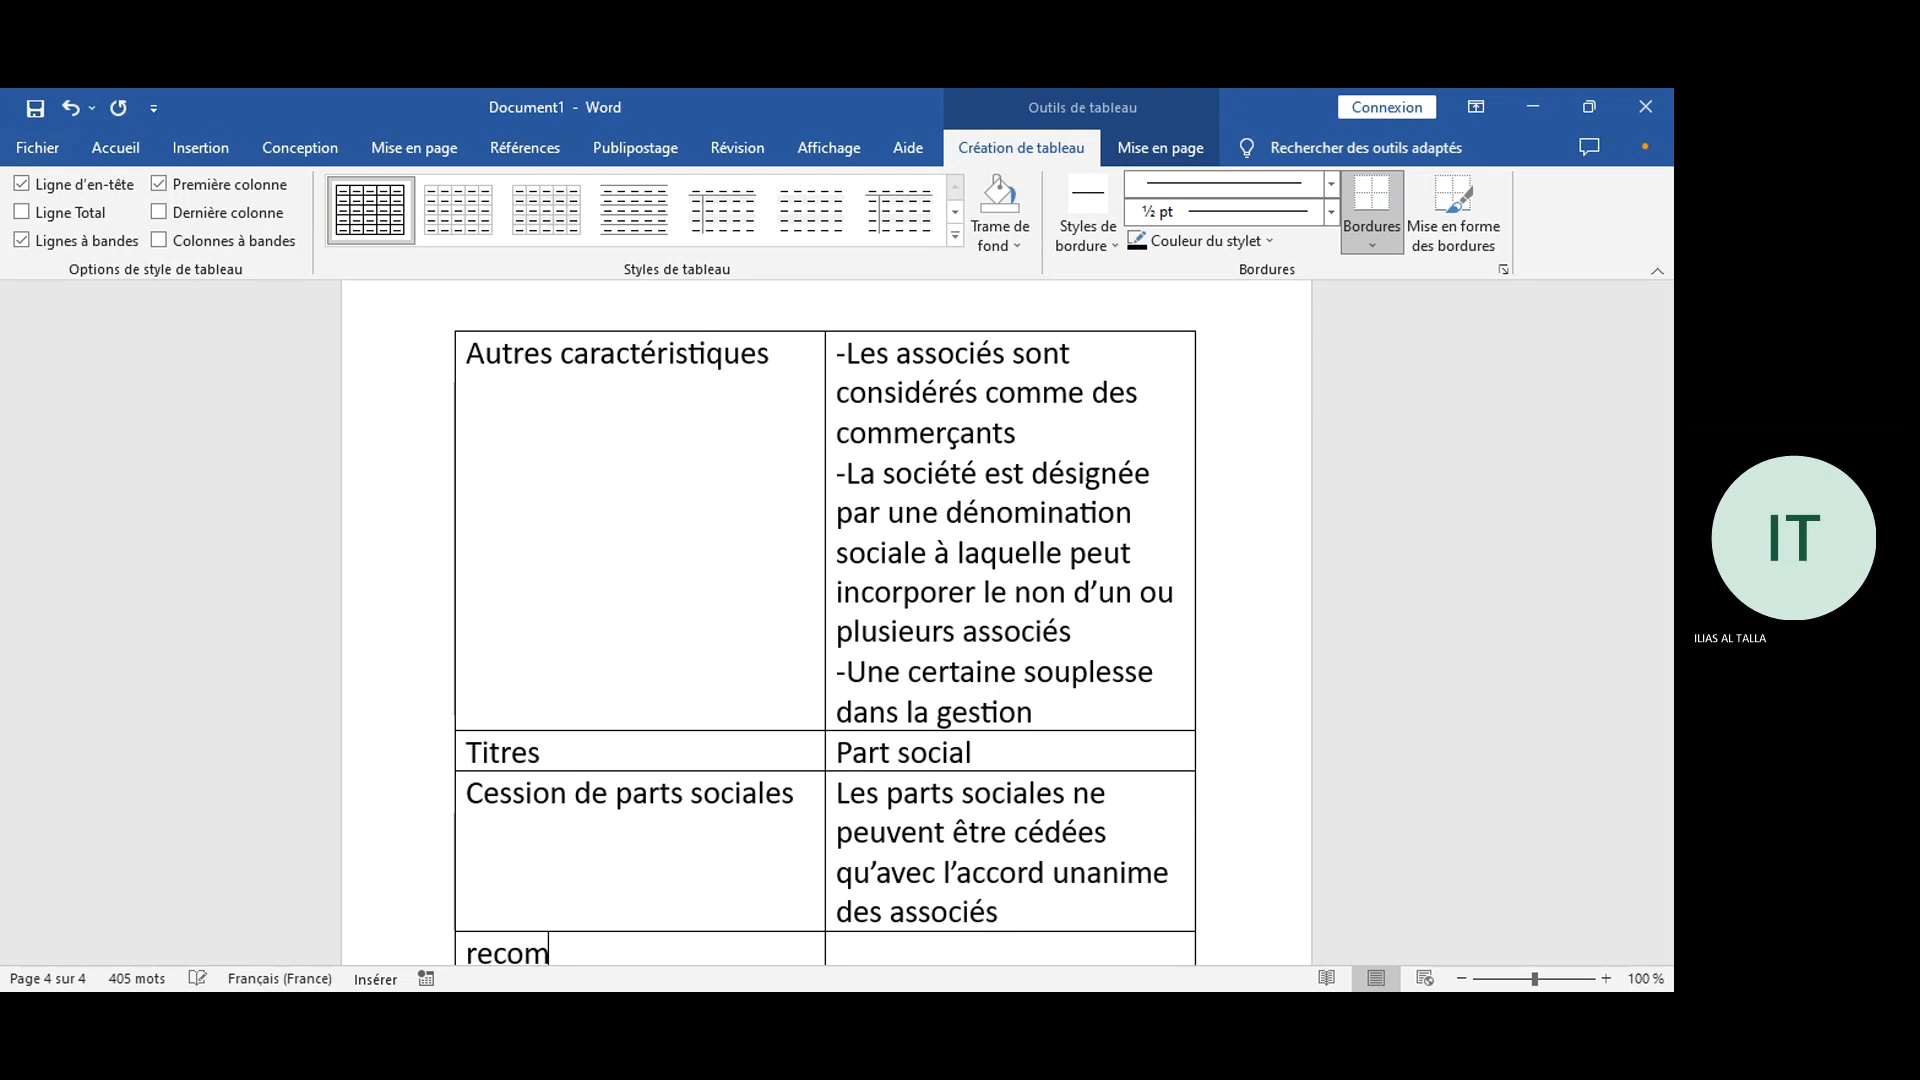 Document1 - Word
Outils de tableau
Connexion
Fichier
Accueil
Insertion
Conception
Mise en page
Références
Publipostage
Révision
Affichage
Aide
Création de tableau
Mise en page
Rechercher des outils adaptés
Ligne d'en-tête
Première colonne
Ligne Total
Dernière colonne
Lignes à bandes
Colonnes à bandes
Options de style de tableau
Styles de tableau
Trame de
fond
Styles de
bordure
½ pt
Couleur du stylet
Bordures
Mise en forme
des bordures
Bordures
Autres caractéristiques
-Les associés sont
considérés comme des
commerçants
-La société est désignée
par une dénomination
sociale à laquelle peut
incorporer le non d’un ou
plusieurs associés
-Une certaine souplesse
dans la gestion
Titres
Part social
Cession de parts sociales
Les parts sociales ne
peuvent être cédées
qu’avec l’accord unanime
des associés
recom
IT
ILIAS AL TALLA
Page 4 sur 4
405 mots
Français (France)
Insérer
100 %